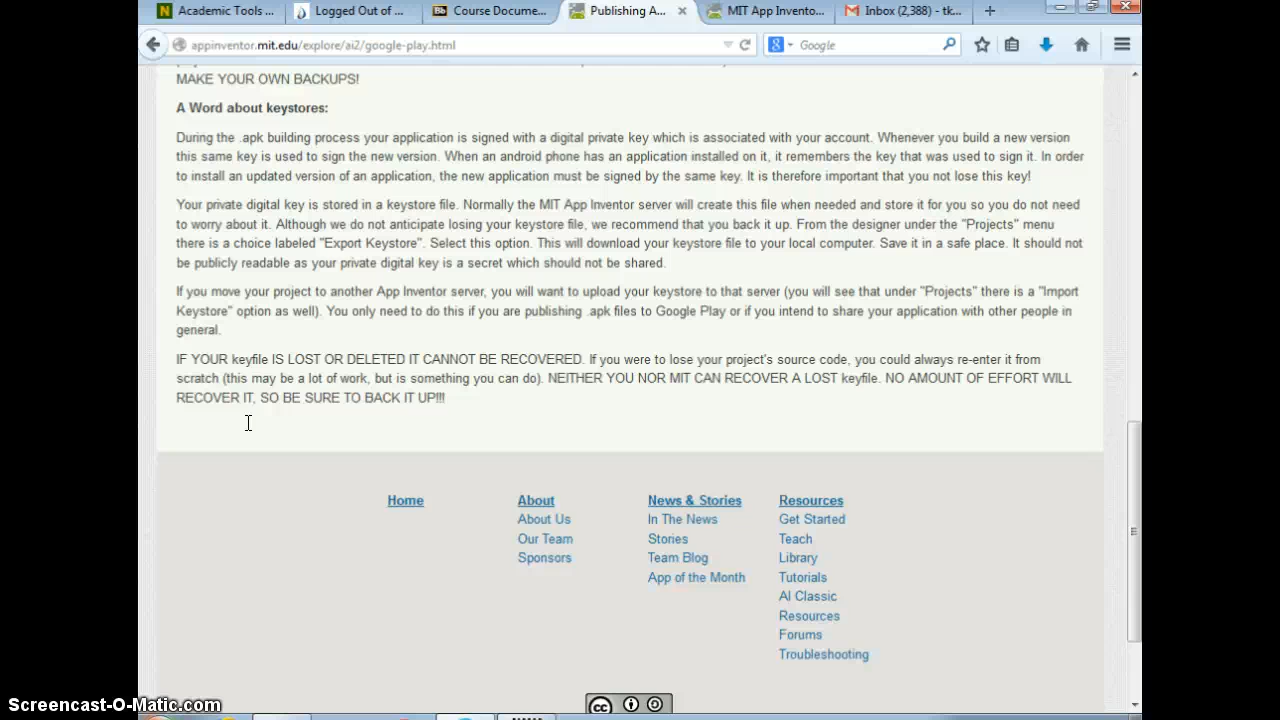 Academic Tools ...
Logged Out of ...
Bb Course Docume...
Publishing A...
MIT App Invento...
Inbox (2,388) - tk...
appinventor.mit.edu/explore/ai2/google-play.html
Google
MAKE YOUR OWN BACKUPS!
A Word about keystores:
During the .apk building process your application is signed with a digital private key which is associated with your account. Whenever you build a new version
this same key is used to sign the new version. When an android phone has an application installed on it, it remembers the key that was used to sign it. In order
to install an updated version of an application, the new application must be signed by the same key. It is therefore important that you not lose this key!
Your private digital key is stored in a keystore file. Normally the MIT App Inventor server will create this file when needed and store it for you so you do not need
to worry about it. Although we do not anticipate losing your keystore file, we recommend that you back it up. From the designer under the "Projects" menu
there is a choice labeled "Export Keystore". Select this option. This will download your keystore file to your local computer. Save it in a safe place. It should not
be publicly readable as your private digital key is a secret which should not be shared.
If you move your project to another App Inventor server, you will want to upload your keystore to that server (you will see that under "Projects" there is a "Import
Keystore" option as well). You only need to do this if you are publishing .apk files to Google Play or if you intend to share your application with other people in
general.
IF YOUR keyfile IS LOST OR DELETED IT CANNOT BE RECOVERED. If you were to lose your project's source code, you could always re-enter it from
scratch (this may be a lot of work, but is something you can do). NEITHER YOU NOR MIT CAN RECOVER A LOST keyfile. NO AMOUNT OF EFFORT WILL
RECOVER IT, SO BE SURE TO BACK IT UP!!!
Home
About
About Us
Our Team
Sponsors
News & Stories
In The News
Stories
Team Blog
App of the Month
Resources
Get Started
Teach
Library
Tutorials
AI Classic
Resources
Forums
Troubleshooting
cc
Screencast-O-Matic.com